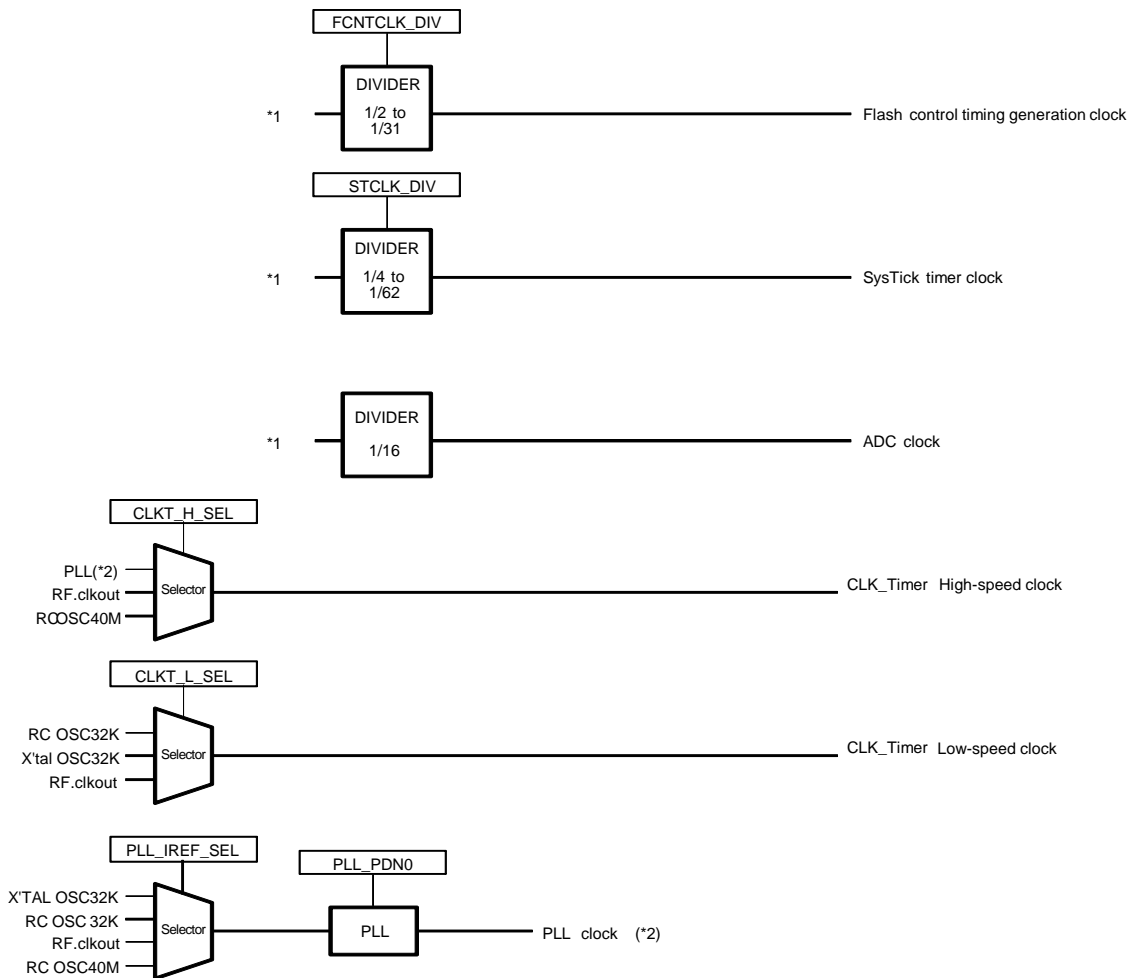 FCNTCLK_DIV
DIVIDER
1/2 to
1/31
*1
Flash control timing generation clock
STCLK_DIV
DIVIDER
1/4 to
1/62
*1
SysTick timer clock
DIVIDER
1/16
*1
ADC clock
CLKT_H_SEL
PLL(*2)
RF.clkout
RCOSC40M
Selector
CLK_Timer High-speed clock
CLKT_L_SEL
RC OSC32K
X'tal OSC32K
RF.clkout
Selector
CLK_Timer Low-speed clock
PLL_IREF_SEL
X'TAL OSC32K
RC OSC 32K
RF.clkout
RC OSC40M
Selector
PLL_PDN0
PLL
PLL clock (*2)